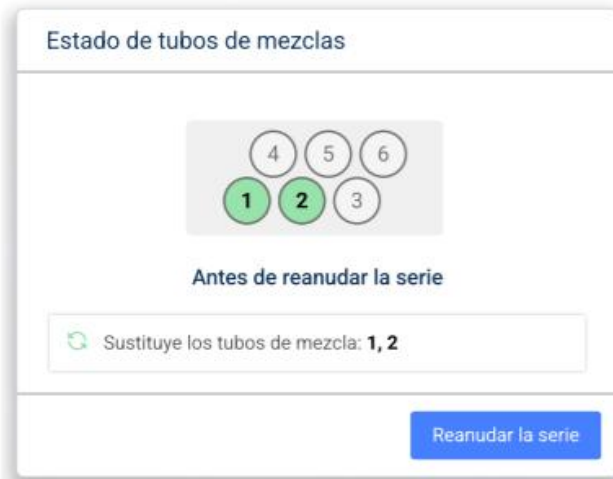 Estado de tubos de mezclas
4 5 6
1 2 3
Antes de reanudar la serie
Sustituye los tubos de mezcla: 1, 2
Reanudar la serie